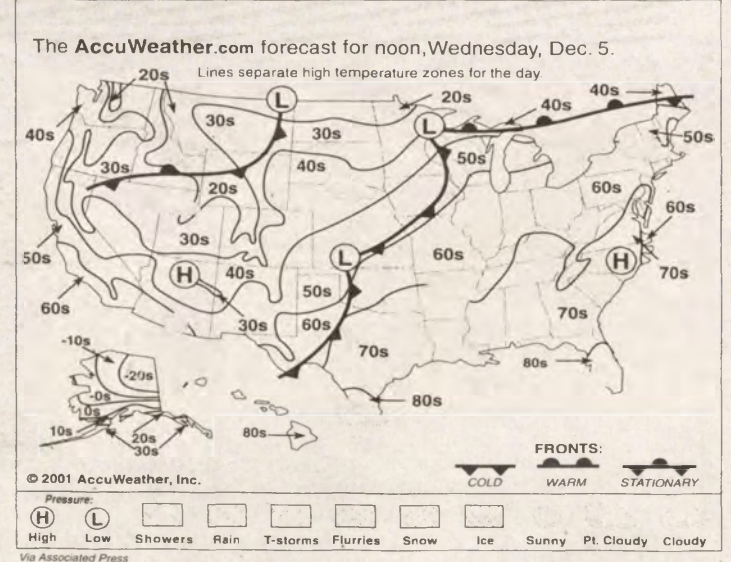 The AccuWeather.com forecast for noon, Wednesday, Dec. 5.
Lines separate high temperature zones for the day.
20s
L
20s
40s
40s
30s
30s
L
40s
50s
50s
30s
40s
20s
60s
60s
30s
50s
H
40s
L
60s
H
70s
50s
60s
30s
60s
70s
-10s
70s
80s
-20s
-0s
80s
10s
10s
20s
30s
80s
FRONTS:
© 2001 AccuWeather, Inc.
COLD WARM STATIONARY
Pressure:
H L
High Low Showers Rain T-storms Flurries Snow Ice Sunny Pt. Cloudy Cloudy
Via Associated Press